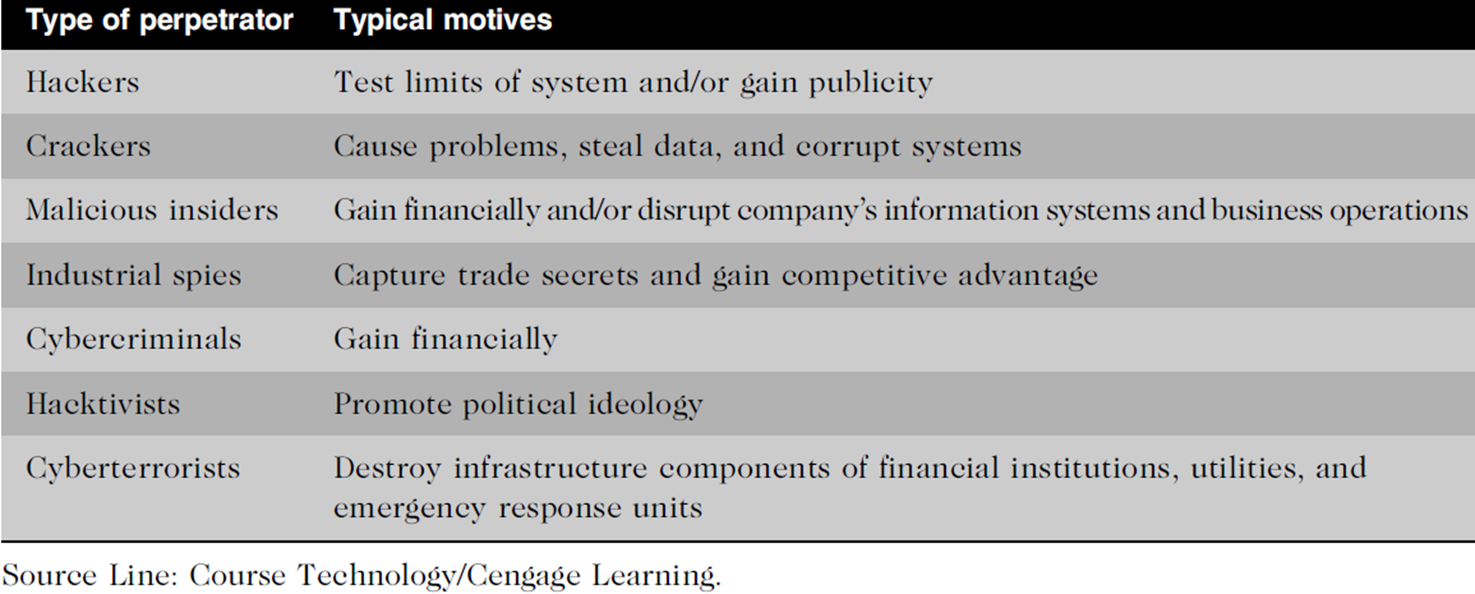 Type of perpetrator Typical motives
Hackers Test limits of system and/or gain publicity
Crackers Cause problems, steal data, and corrupt systems
Malicious insiders Gain financially and/or disrupt company's information systems and business operations
Industrial spies Capture trade secrets and gain competitive advantage
Cybercriminals Gain financially
Hacktivists Promote political ideology
Cyberterrorists Destroy infrastructure components of financial institutions, utilities, and
emergency response units
Source Line: Course Technology/Cengage Learning.